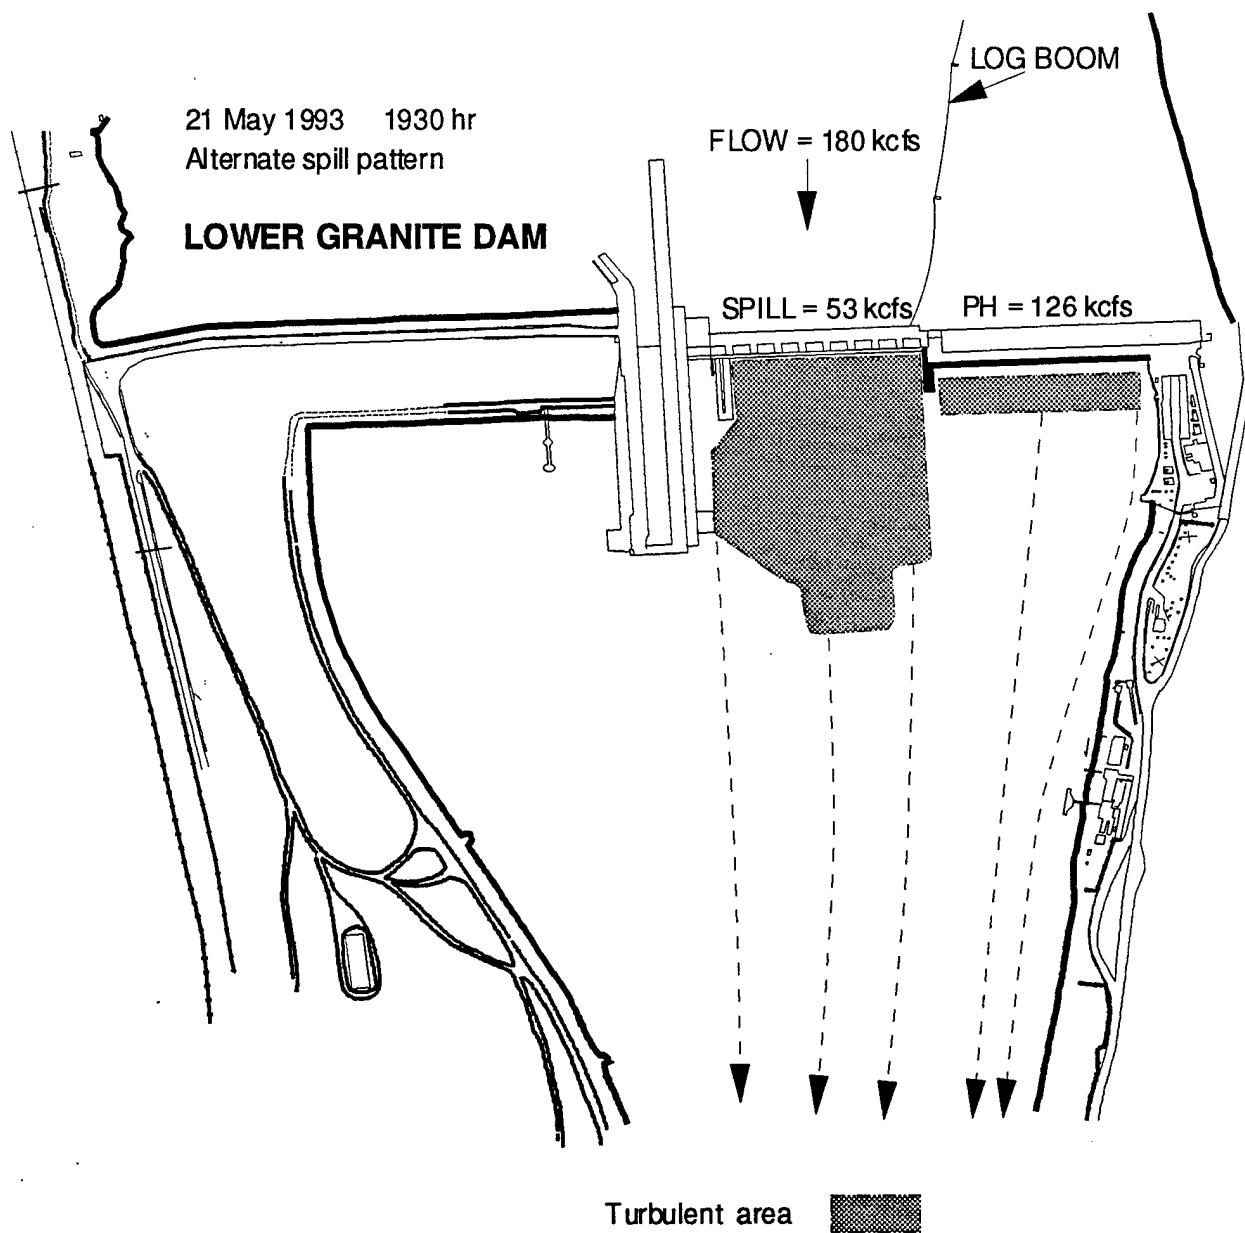 LOG BOOM
21 May 1993 1930 hr
FLOW = 180 kcfs
Alternate spill pattern
LOWER GRANITE DAM
SPILL = 53 kcfs PH = 126 kcfs
Turbulent area